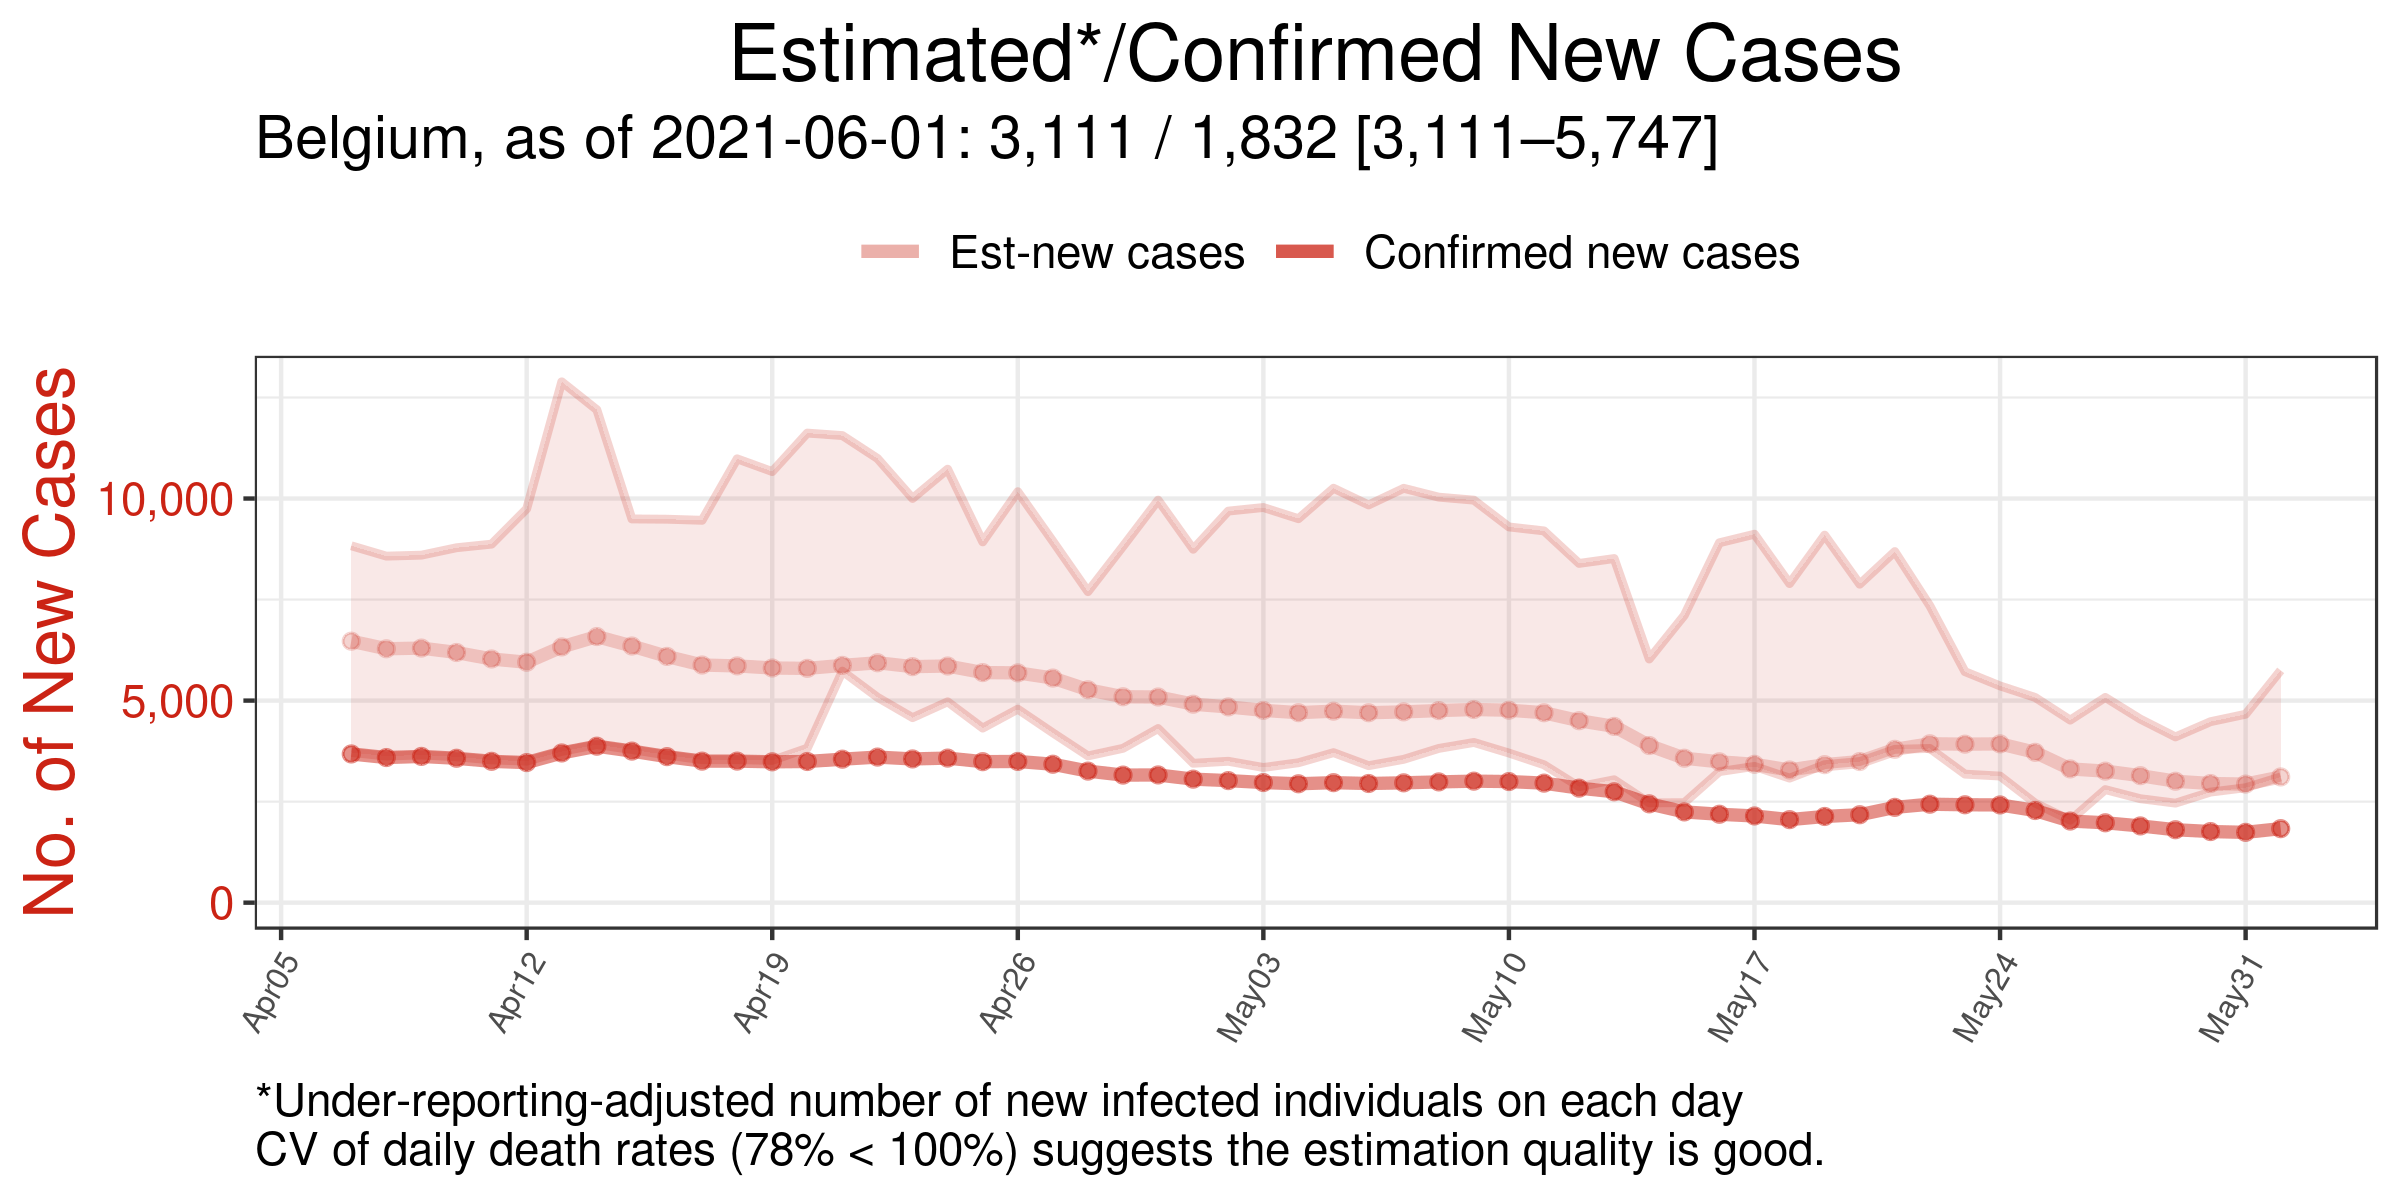 Estimated*/Confirmed New Cases
Belgium, as of 2021-06-01: 3,111 / 1,832 [3,111–5,747]
Est-new cases Confirmed new cases
No. of New Cases
10,000
5,000
0
Apr05 Apr12 Apr19 Apr26 May03 May10 May17 May24 May31
*Under-reporting-adjusted number of new infected individuals on each day
CV of daily death rates (78% < 100%) suggests the estimation quality is good.